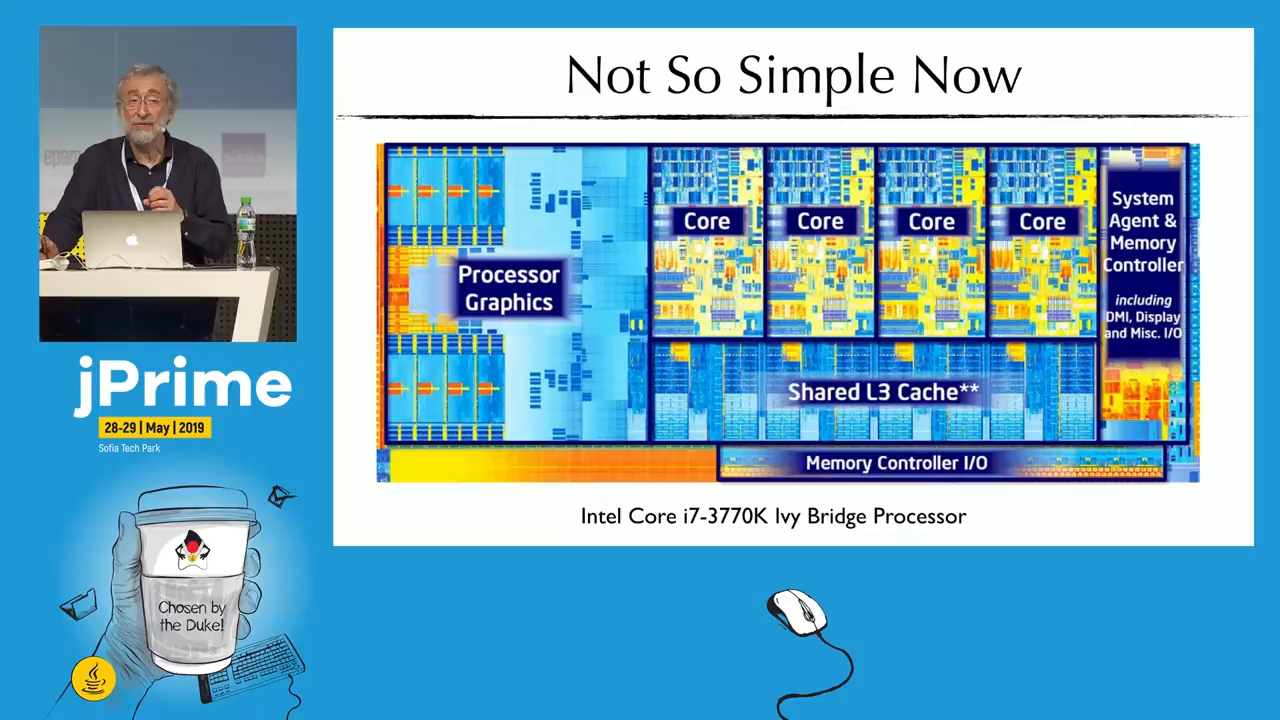 Not So Simple Now
epam
Processor
Graphics
Core
Core
Core
Core
System
Agent &
Memory
Controller
including
DMI, Display
and Misc. I/O
Shared L3 Cache**
Memory Controller I/O
Intel Core i7-3770K Ivy Bridge Processor
jPrime
28-29 | May | 2019
Sofia Tech Park
Chosen by
the Duke!